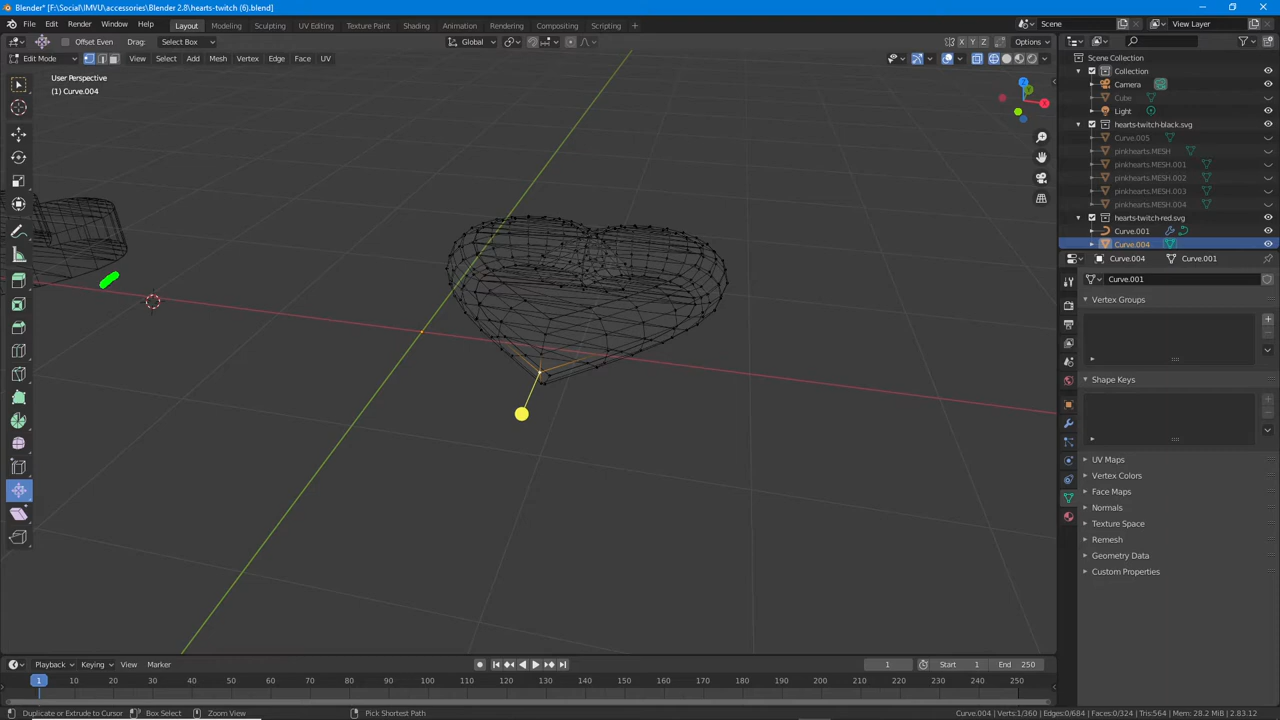 Blender* [F:\Social\IMVU\accessories\Blender 2.8\hearts-twitch (6).blend]
File Edit Render Window Help Layout Modeling Sculpting UV Editing Texture Paint Shading Animation Rendering Compositing Scripting Scene View Layer
Offset Even Drag: Select Box Global X Y Z Options
Edit Mode View Select Add Mesh Vertex Edge Face UV
Scene Collection
User Perspective
(1) Curve.004
Collection
Camera
Cube
Light
hearts-twitch-black.svg
Curve.005
pinkhearts.MESH
pinkhearts.MESH.001
pinkhearts.MESH.002
pinkhearts.MESH.003
pinkhearts.MESH.004
hearts-twitch-red.svg
Curve.001
Curve.004
Curve.004 Curve.001
Curve.001
Vertex Groups
Shape Keys
UV Maps
Vertex Colors
Face Maps
Normals
Texture Space
Remesh
Geometry Data
Custom Properties
Z
X
Playback Keying View Marker 1 Start 1 End 250
1 10 20 30 40 50 60 70 80 90 100 110 120 130 140 150 160 170 180 190 200 210 220 230 240 250
Duplicate or Extrude to Cursor Box Select Zoom View Pick Shortest Path Curve.004 | Verts:1/360 | Edges:0/684 | Faces:0/324 | Tris:564 | Mem: 28.2 MiB | 2.83.12